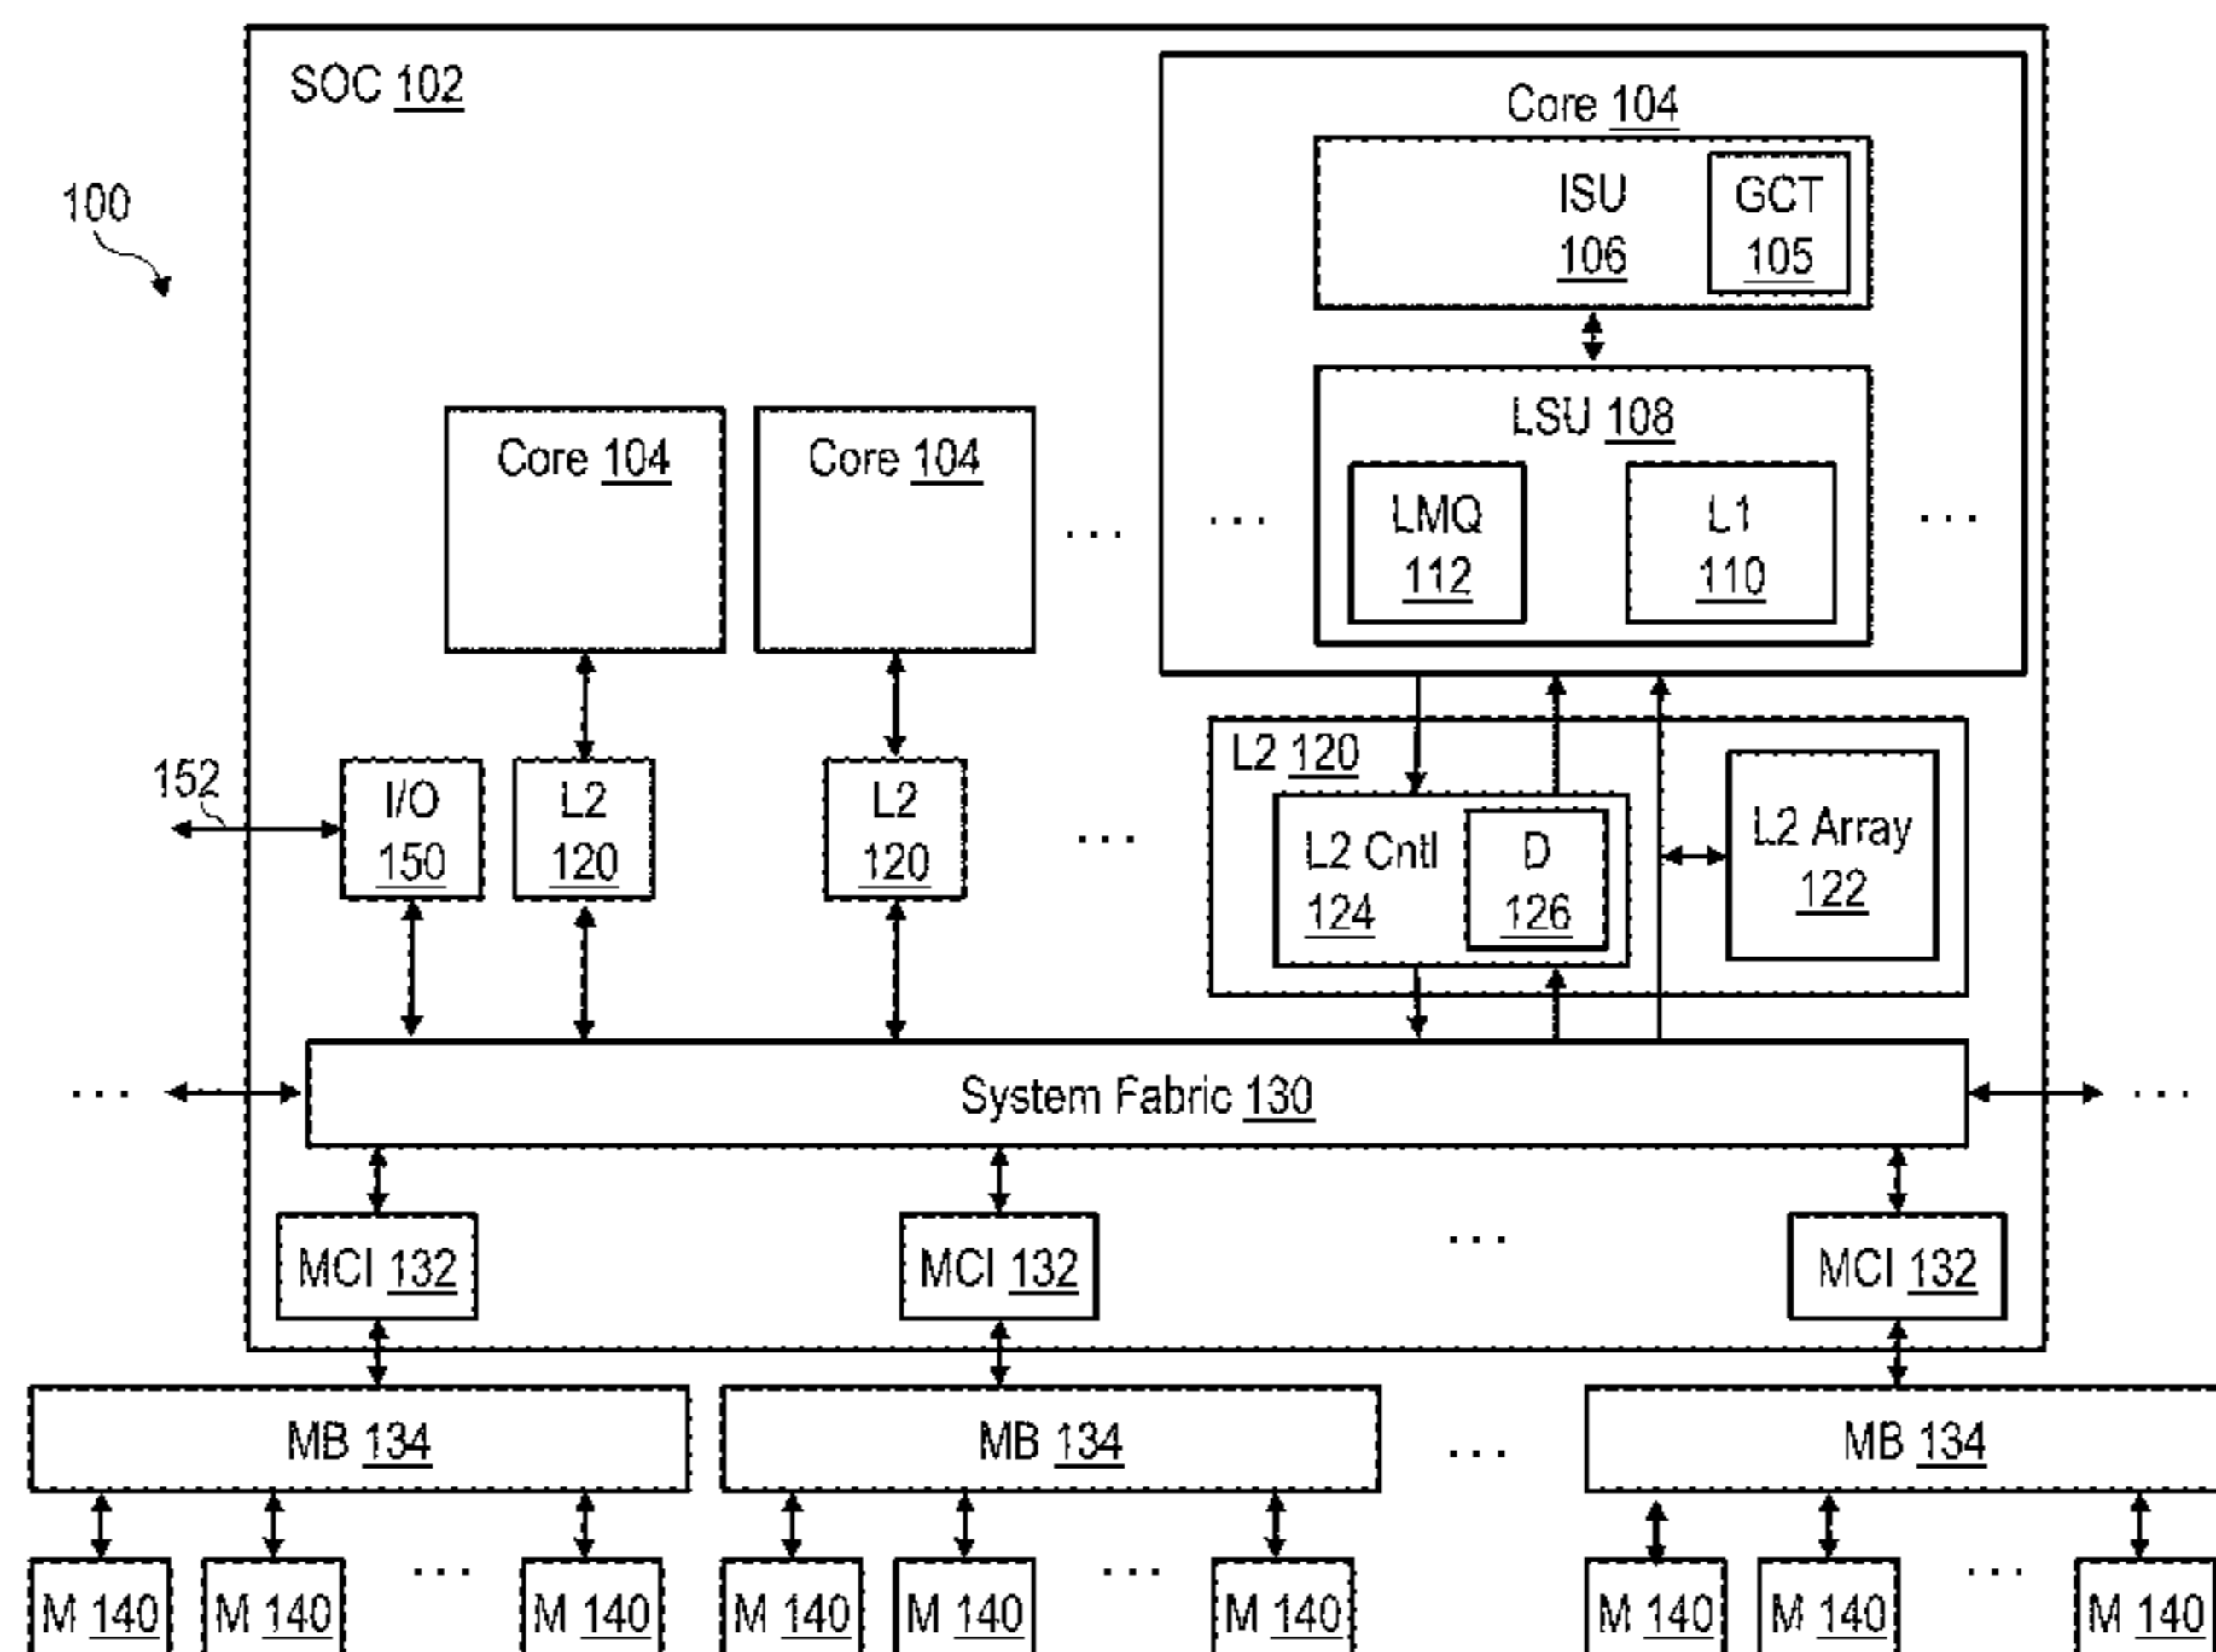 SOC 102
Core 104
ISU
106
GCT
105
100
LSU 108
Core 104
Core 104
...
...
LMQ
112
L1
110
...
152
I/O
150
L2
120
L2
120
...
L2 120
L2 Cntl
124
D
126
L2 Array
122
...
System Fabric 130
...
MCI 132
MCI 132
...
MCI 132
MB 134
MB 134
...
MB 134
M 140
M 140
...
M 140
M 140
M 140
...
M 140
M 140
M 140
...
M 140